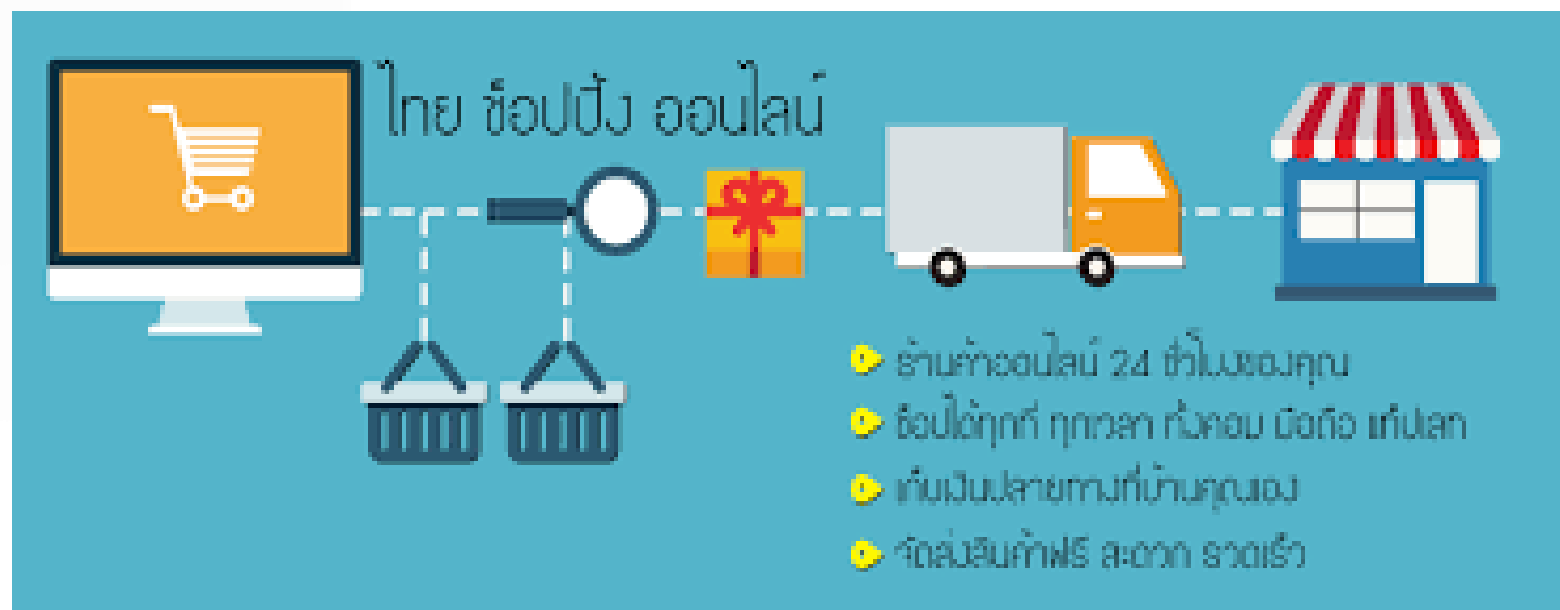 ไทย ช็อปปิ้ง ออนไลน์
ร้านค้าออนไลน์ 24 ชั่วโมงของคุณ
ช็อปได้ทุกที่ ทุกเวลา ทั้งคอม มือถือ แท็ปเลท
เก็บเงินปลายทางที่บ้านคุณเอง
จัดส่งสินค้าฟรี สะดวก รวดเร็ว